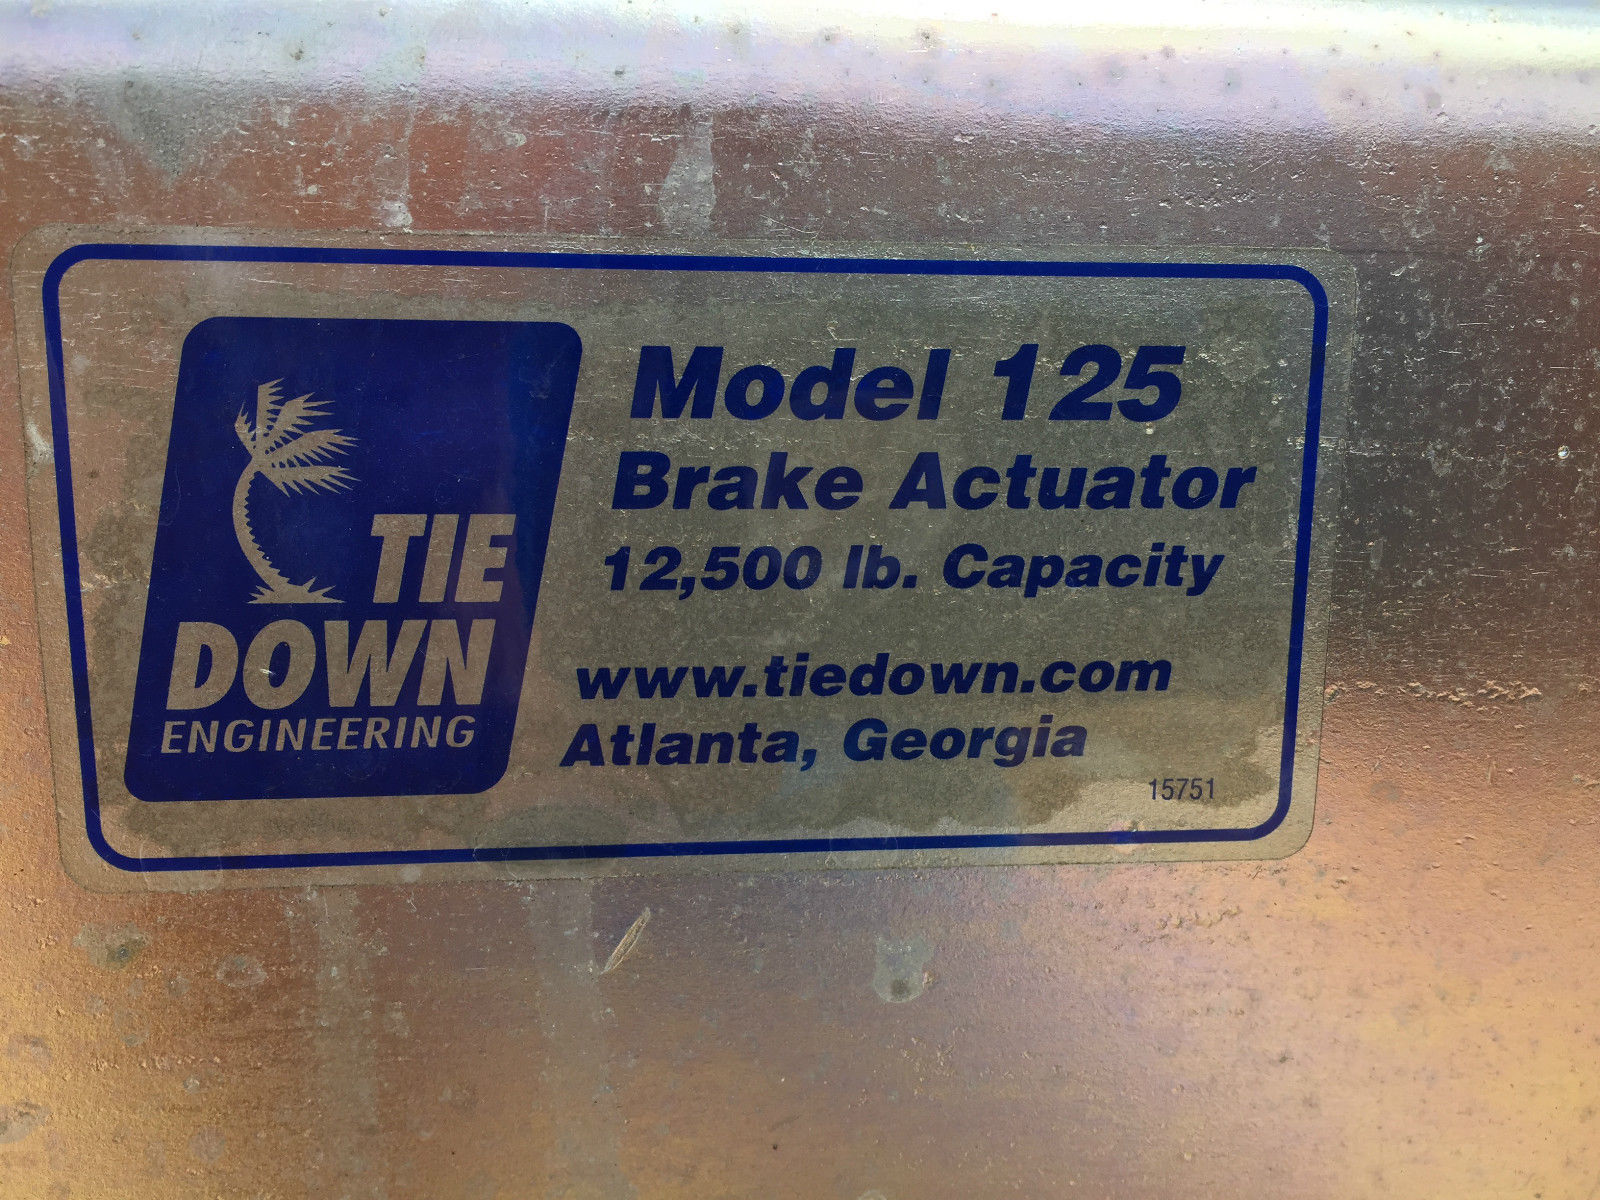 TIE
DOWN
ENGINEERING
Model 125
Brake Actuator
12,500 lb. Capacity
www.tiedown.com
Atlanta, Georgia
15751